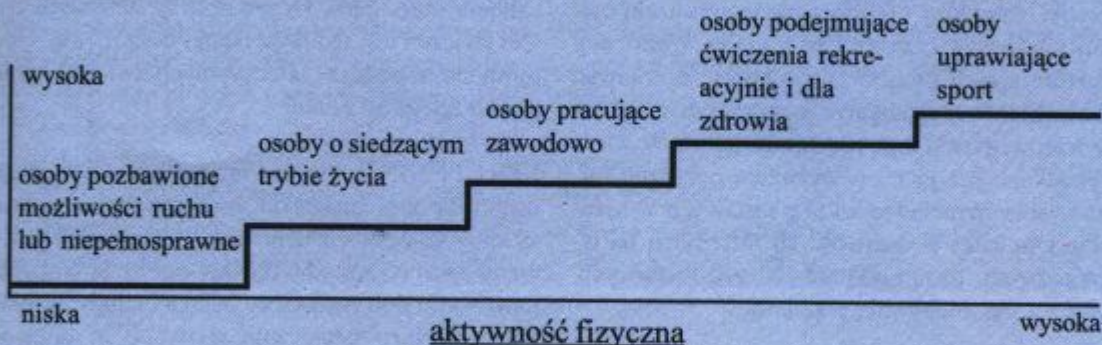 wysoka
osoby pozbawione
możliwości ruchu
lub niepełnosprawne
osoby o siedzącym
trybie życia
osoby pracujące
zawodowo
osoby podejmujące
ćwiczenia rekre-
acyjnie i dla
zdrowia
osoby
uprawiające
sport
niska
aktywność fizyczna
wysoka